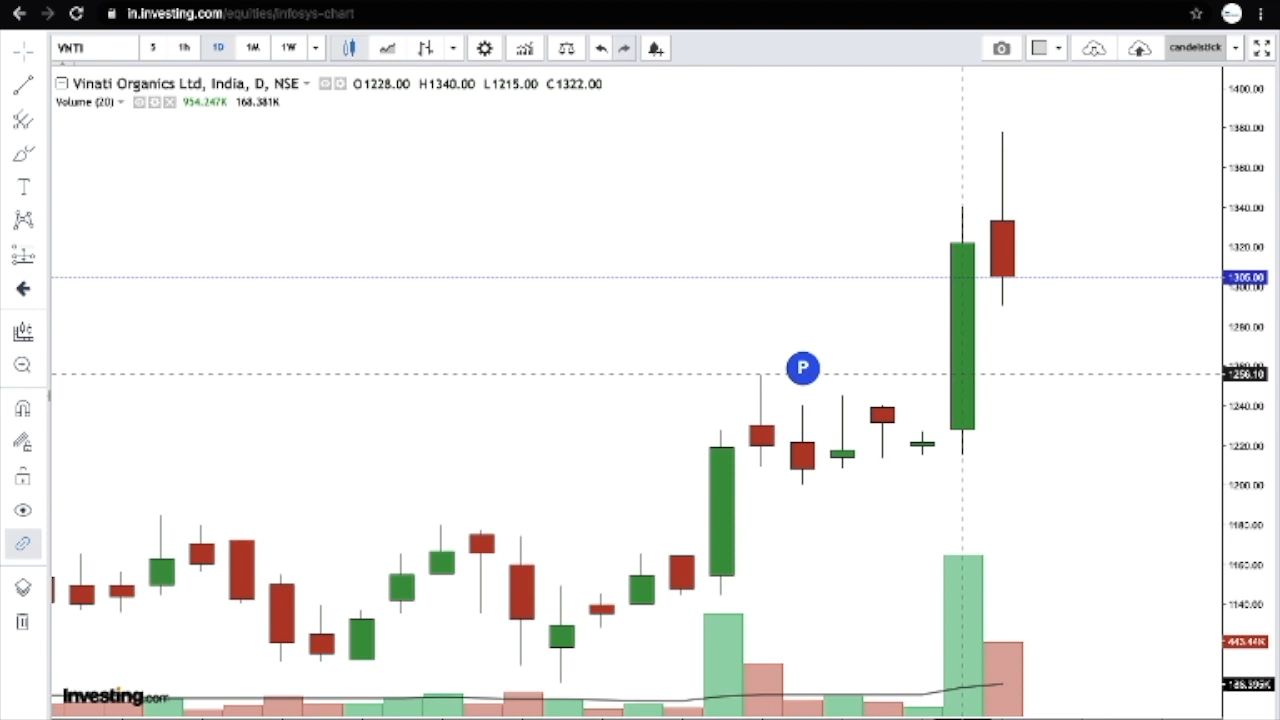 in.investing.com/equities/infosys-chart
VNTI 5 1h 1D 1M 1W candelstick
Vinati Organics Ltd, India, D, NSE O1228.00 H1340.00 L1215.00 C1322.00
Volume (20) 954.247K 168.381K
1400.00
1380.00
1360.00
1340.00
1320.00
1305.00
1300.00
1280.00
P
1256.10
1240.00
1220.00
1200.00
1180.00
1160.00
1140.00
443.44K
Investing.com